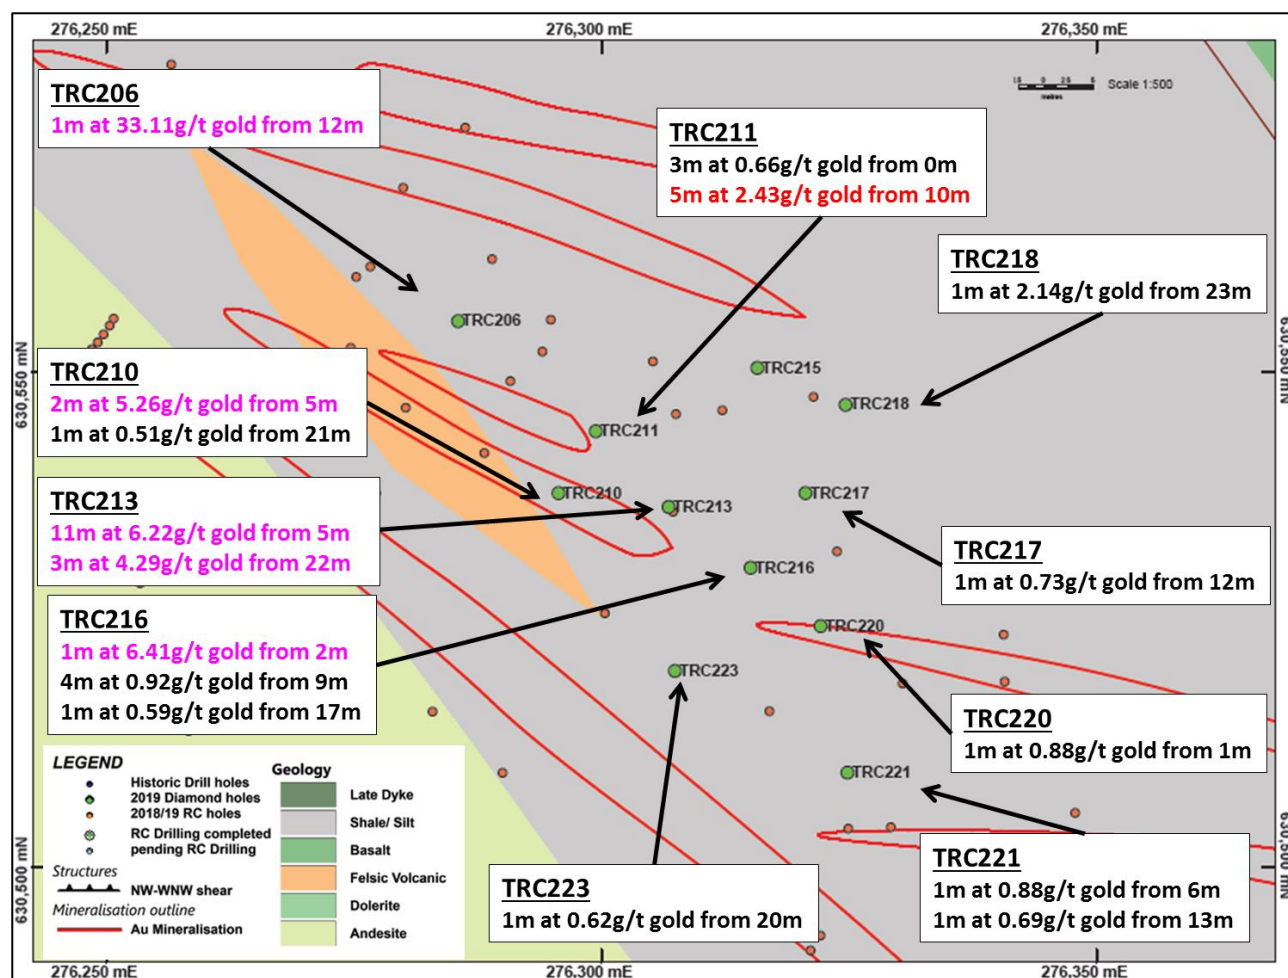 276,250 mE
276,300 mE
276,350 mE
Scale 1:500
metres
TRC206
1m at 33.11g/t gold from 12m
TRC211
3m at 0.66g/t gold from 0m
5m at 2.43g/t gold from 10m
TRC218
1m at 2.14g/t gold from 23m
TRC206
630,550 mN
630,550 mN
TRC210
2m at 5.26g/t gold from 5m
1m at 0.51g/t gold from 21m
TRC215
TRC218
TRC211
TRC213
11m at 6.22g/t gold from 5m
3m at 4.29g/t gold from 22m
TRC210
TRC213
TRC217
TRC217
1m at 0.73g/t gold from 12m
TRC216
TRC216
1m at 6.41g/t gold from 2m
4m at 0.92g/t gold from 9m
1m at 0.59g/t gold from 17m
TRC220
TRC223
TRC220
1m at 0.88g/t gold from 1m
TRC221
LEGEND
Historic Drill holes
2019 Diamond holes
2018/19 RC holes
RC Drilling completed
pending RC Drilling
Structures
NW-WNW shear
Mineralisation outline
Au Mineralisation
Geology
Late Dyke
Shale/ Silt
Basalt
Felsic Volcanic
Dolerite
Andesite
TRC223
1m at 0.62g/t gold from 20m
TRC221
1m at 0.88g/t gold from 6m
1m at 0.69g/t gold from 13m
630,500 mN
630,500 mN
276,250 mE
276,300 mE
276,350 mE